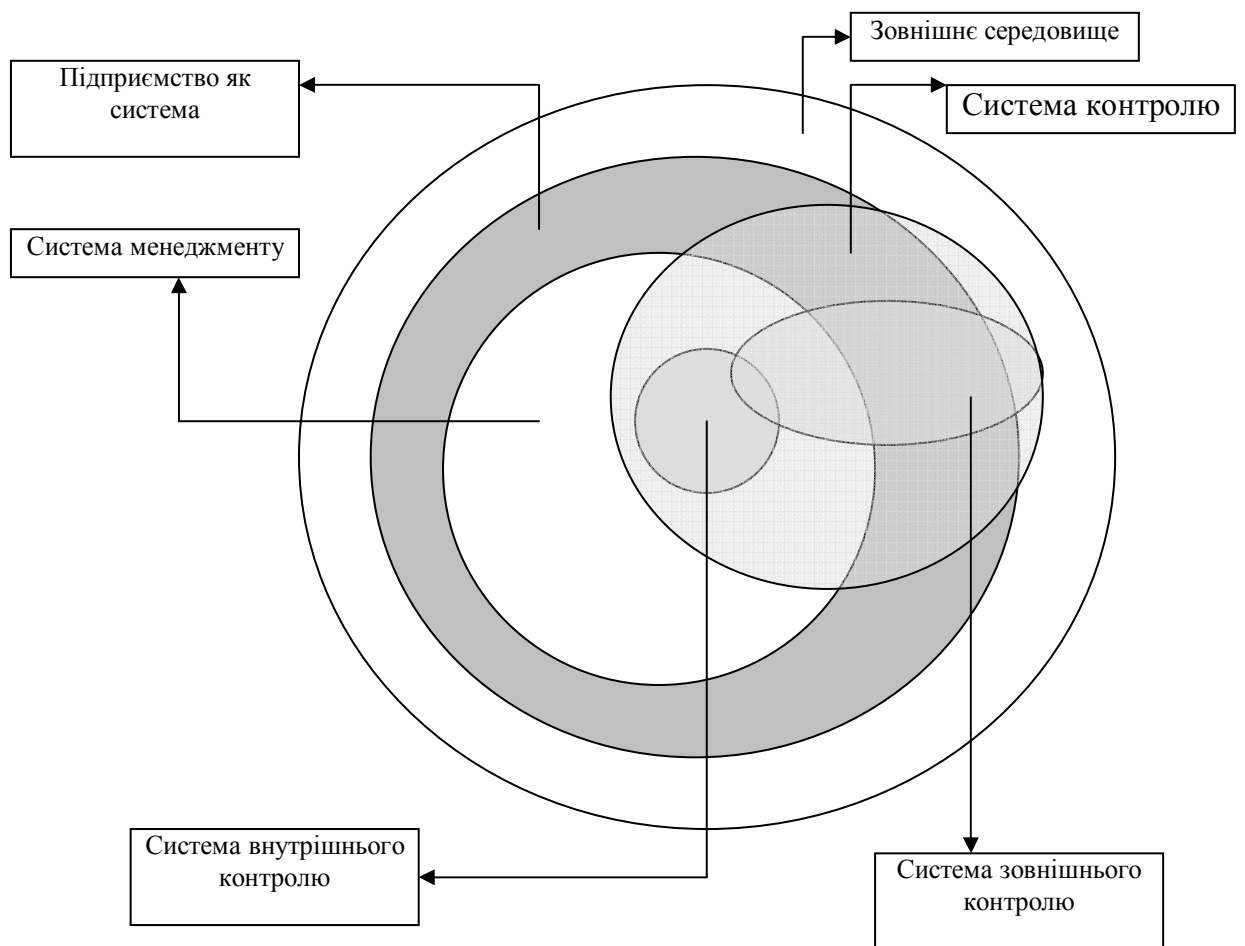 Зовнішнє середовище
Підприємство як
система
Система контролю
Система менеджменту
Система внутрішнього
контролю
Система зовнішнього
контролю